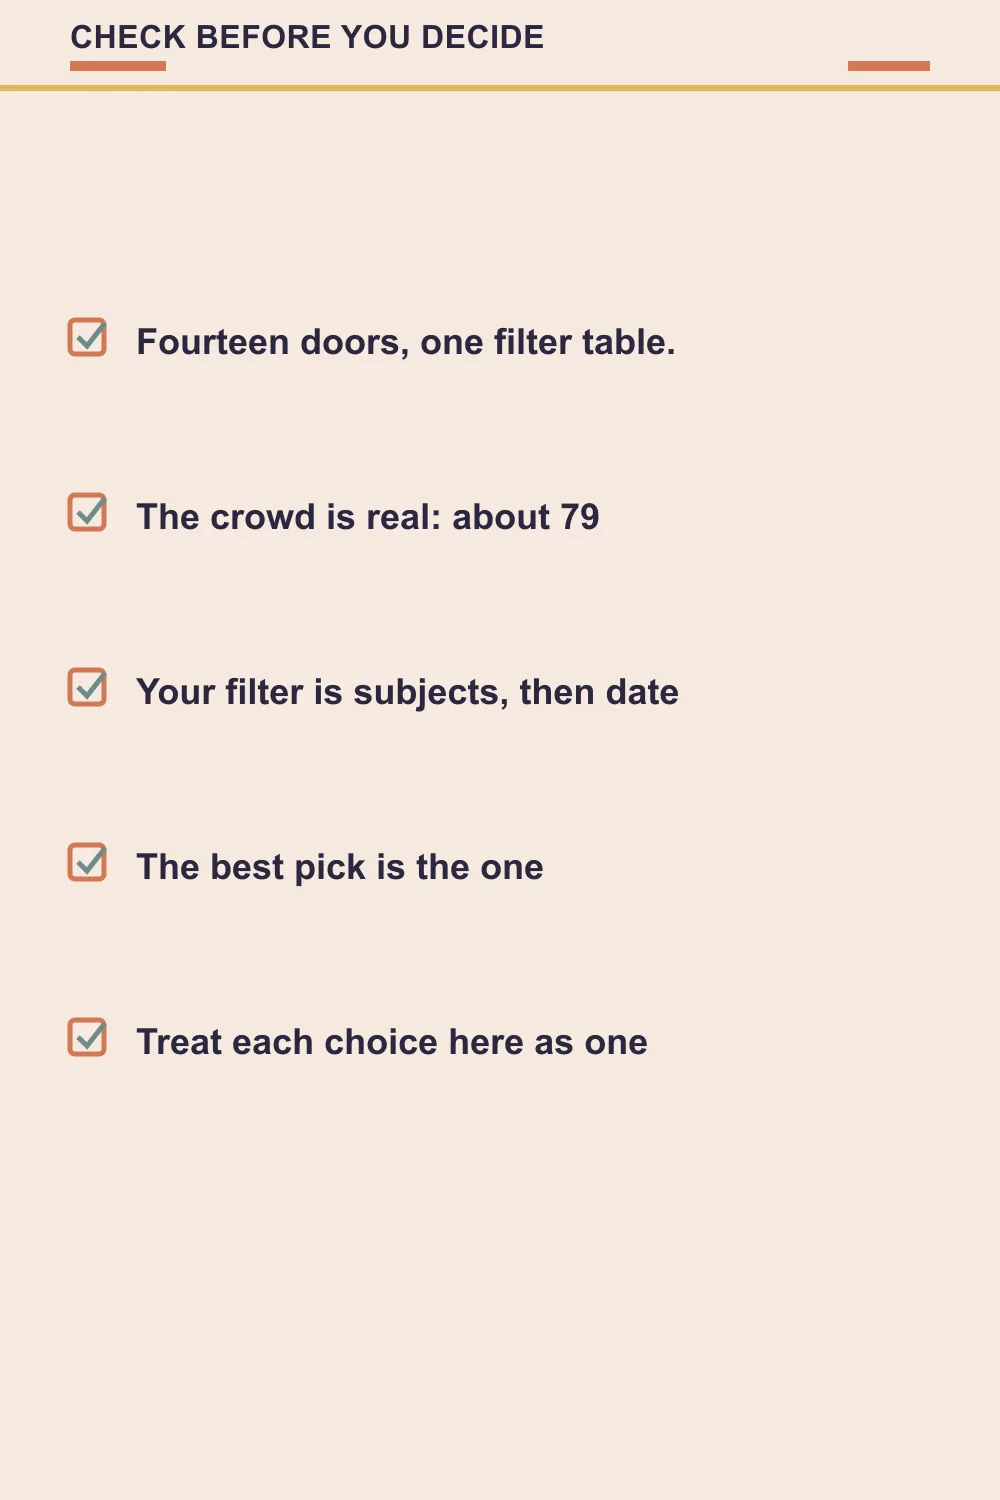 CHECK BEFORE YOU DECIDE
Fourteen doors, one filter table.
The crowd is real: about 79
Your filter is subjects, then date
The best pick is the one
Treat each choice here as one